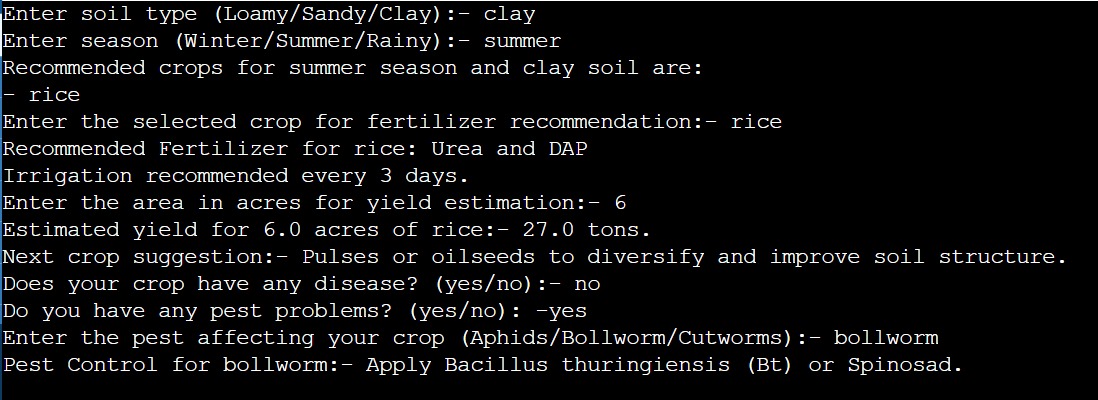 Enter soil type (Loamy/Sandy/Clay):- clay
Enter season (Winter/Summer/Rainy):- summer
Recommended crops for summer season and clay soil are:
- rice
Enter the selected crop for fertilizer recommendation:- rice
Recommended Fertilizer for rice: Urea and DAP
Irrigation recommended every 3 days.
Enter the area in acres for yield estimation:- 6
Estimated yield for 6.0 acres of rice:- 27.0 tons.
Next crop suggestion:- Pulses or oilseeds to diversify and improve soil structure.
Does your crop have any disease? (yes/no):- no
Do you have any pest problems? (yes/no): -yes
Enter the pest affecting your crop (Aphids/Bollworm/Cutworms):- bollworm
Pest Control for bollworm:- Apply Bacillus thuringiensis (Bt) or Spinosad.